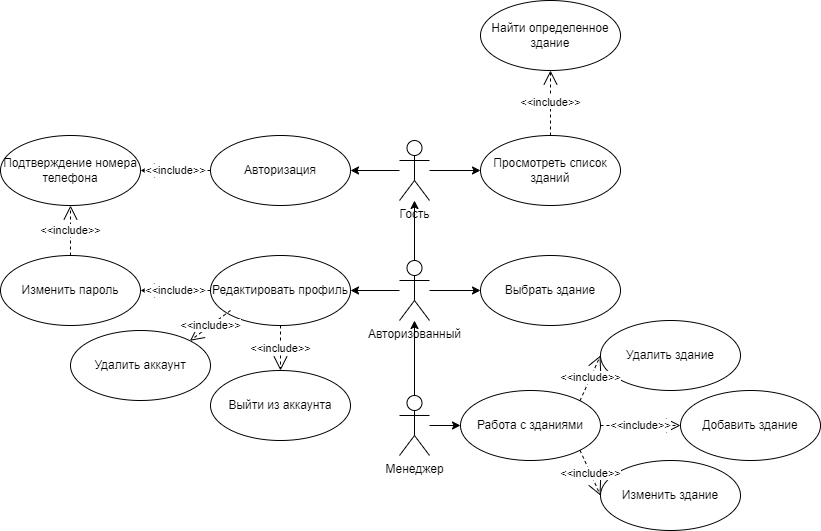 Найти определенное
здание
<<include>>
Подтверждение номера
телефона
<<include>>
Авторизация
Просмотреть список
зданий
Гость
<<include>>
Изменить пароль
<<include>>
Редактировать профиль
Выбрать здание
<<include>>
Авторизованный
<<include>>
Удалить аккаунт
Удалить здание
<<include>>
Выйти из аккаунта
Работа с зданиями
<<include>>
Добавить здание
Менеджер
<<include>>
Изменить здание